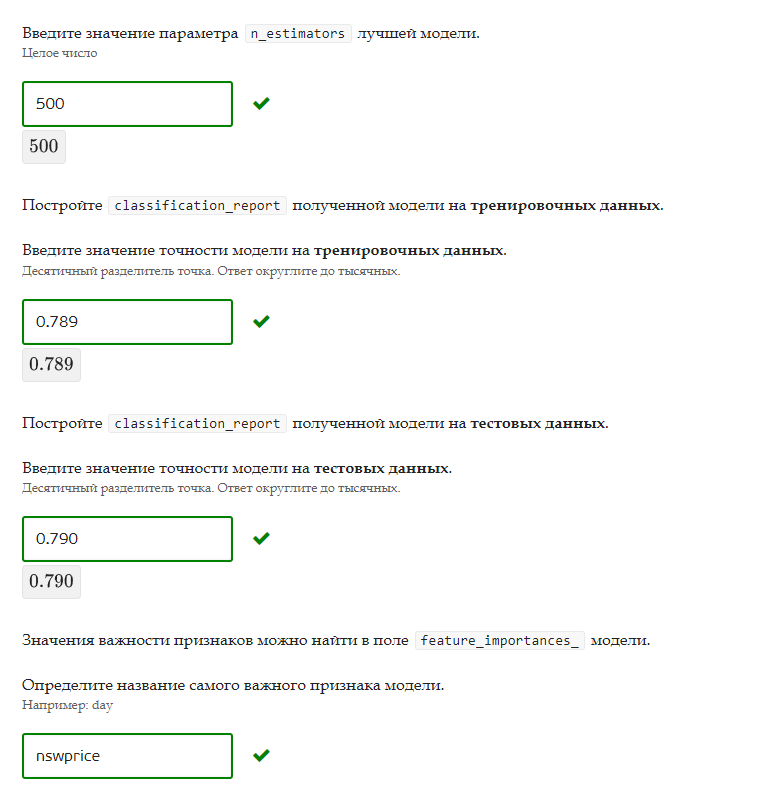 Введите значение параметра n_estimators лучшей модели.
Целое число
500
500
Постройте classification_report полученной модели на тренировочных данных.
Введите значение точности модели на тренировочных данных.
Десятичный разделитель точка. Ответ округлите до тысячных.
0.789
0.789
Постройте classification_report полученной модели на тестовых данных.
Введите значение точности модели на тестовых данных.
Десятичный разделитель точка. Ответ округлите до тысячных.
0.790
0.790
Значения важности признаков можно найти в поле feature_importances_ модели.
Определите название самого важного признака модели.
Например: day
nswprice